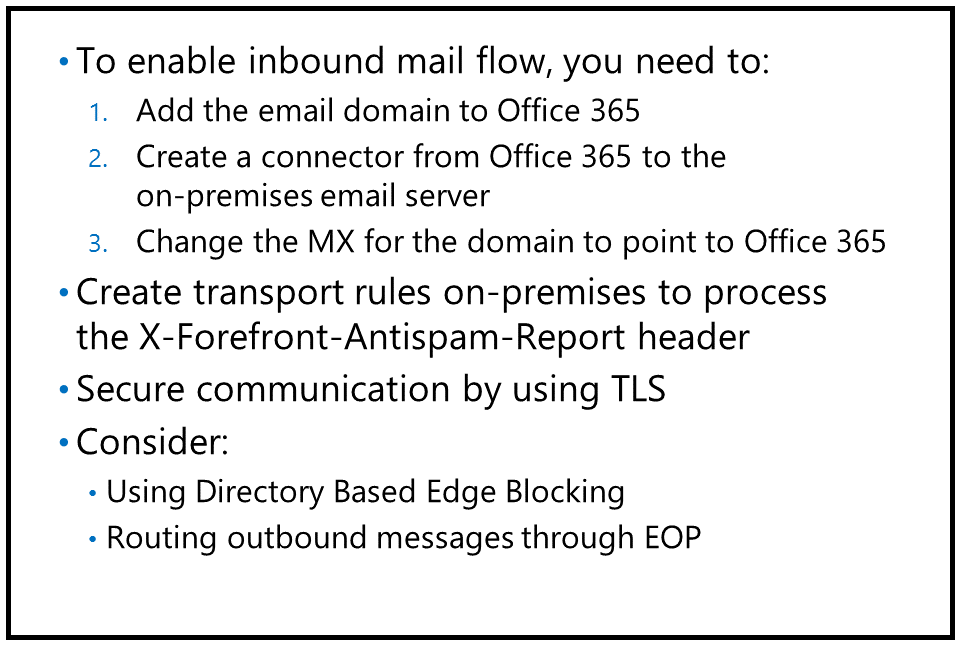 • To enable inbound mail flow, you need to:
1. Add the email domain to Office 365
2. Create a connector from Office 365 to the
on-premises email server
3. Change the MX for the domain to point to Office 365
• Create transport rules on-premises to process
the X-Forefront-Antispam-Report header
• Secure communication by using TLS
• Consider:
• Using Directory Based Edge Blocking
• Routing outbound messages through EOP